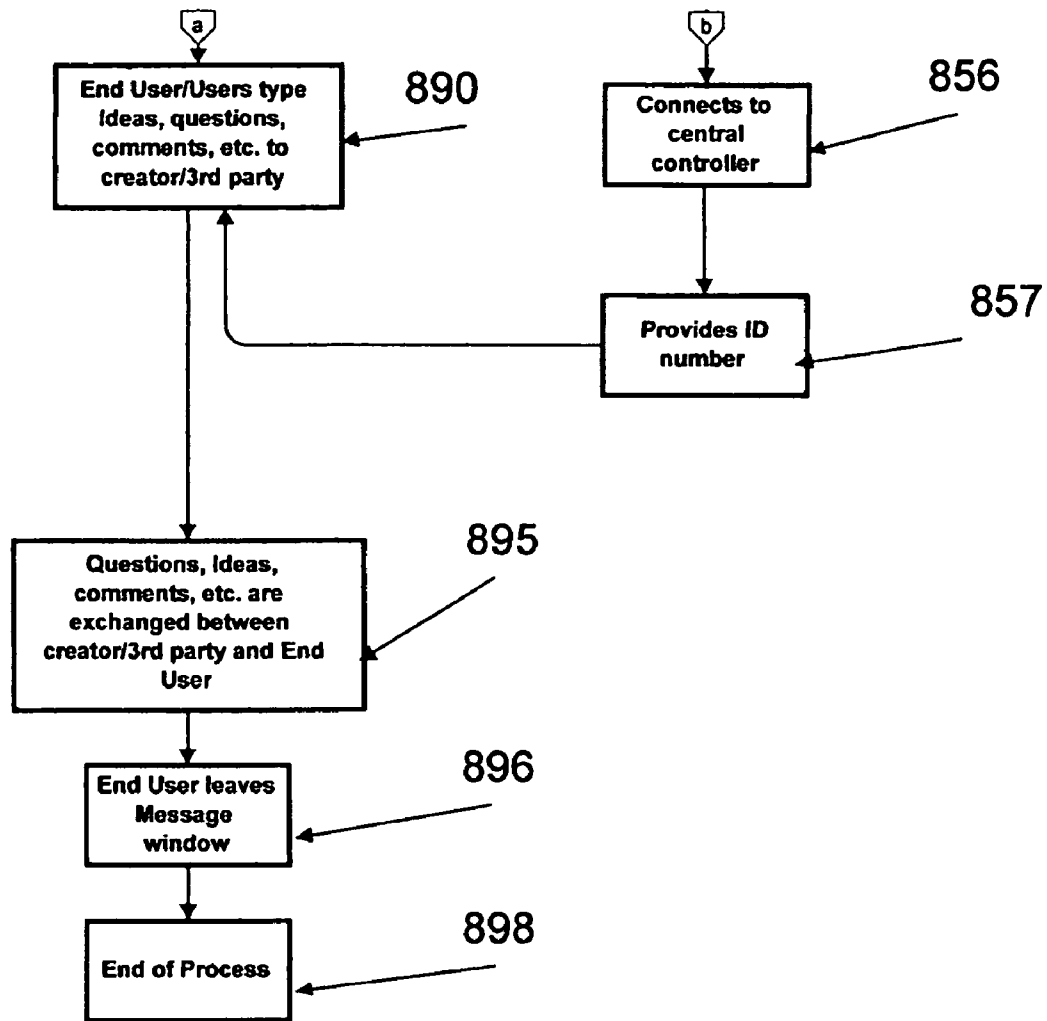 a
End User/Users type
Ideas, questions,
comments, etc. to
creator/3rd party
890
b
Connects to
central
controller
856
Provides ID
number
857
Questions, Ideas,
comments, etc. are
exchanged between
creator/3rd party and End
User
895
End User leaves
Message
window
896
End of Process
898